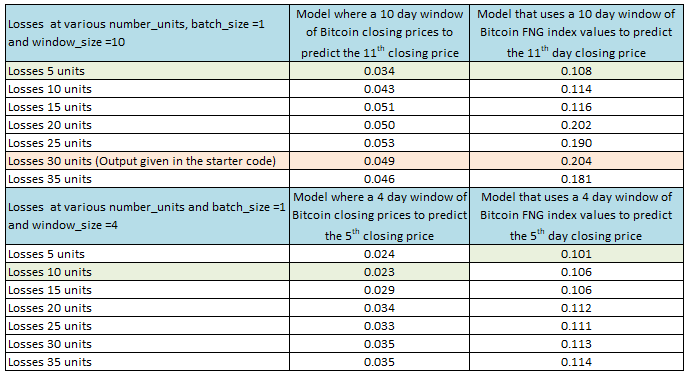 Losses at various number_units, batch_size =1 and window_size =10
Model where a 10 day window of Bitcoin closing prices to predict the 11th closing price
Model that uses a 10 day window of Bitcoin FNG index values to predict the 11th day closing price
Losses 5 units 0.034 0.108
Losses 10 units 0.043 0.114
Losses 15 units 0.051 0.116
Losses 20 units 0.050 0.202
Losses 25 units 0.053 0.190
Losses 30 units (Output given in the starter code) 0.049 0.204
Losses 35 units 0.046 0.181
Losses at various number_units and batch_size =1 and window_size =4
Model where a 4 day window of Bitcoin closing prices to predict the 5th closing price
Model that uses a 4 day window of Bitcoin FNG index values to predict the 5th day closing price
Losses 5 units 0.024 0.101
Losses 10 units 0.023 0.106
Losses 15 units 0.029 0.106
Losses 20 units 0.034 0.112
Losses 25 units 0.033 0.111
Losses 30 units 0.035 0.113
Losses 35 units 0.035 0.114